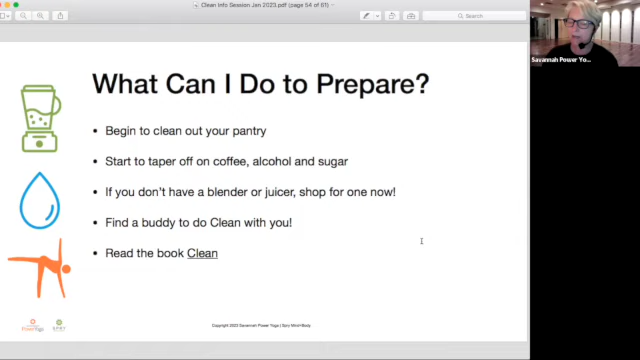 Clean Info Session Jan 2023.pdf (page 54 of 61)
Savannah Power Yo...
What Can I Do to Prepare?
• Begin to clean out your pantry
• Start to taper off on coffee, alcohol and sugar
• If you don't have a blender or juicer, shop for one now!
• Find a buddy to do Clean with you!
• Read the book Clean
PowerYoga
Copyright 2023 Savannah Power Yoga | Spry Mind+Body